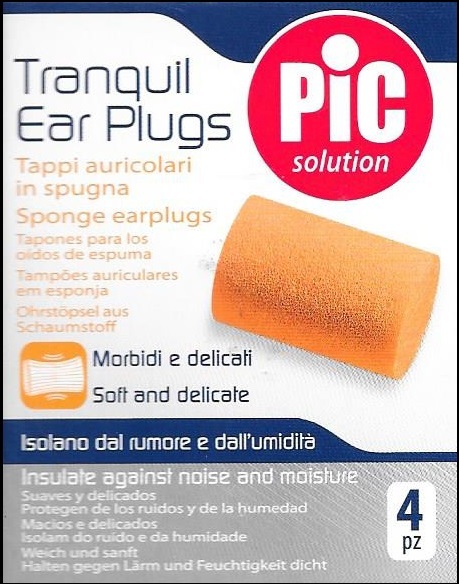 PiC
solution
Tranquil
Ear Plugs
Tappi auricolari
in spugna
Sponge earplugs
Tapones para los
oídos de espuma
Tampões auriculares
em esponja
Ohrstöpsel aus
Schaumstoff
Morbidi e delicati
Soft and delicate
Isolano dal rumore e dall'umidità
Insulate against noise and moisture
Suaves y delicados
Protegen de los ruidos y de la humedad
Macios e delicados
Isolam do ruído e da humidade
Weich und sanft
Halten gegen Lärm und Feuchtigkeit dicht
4
pz